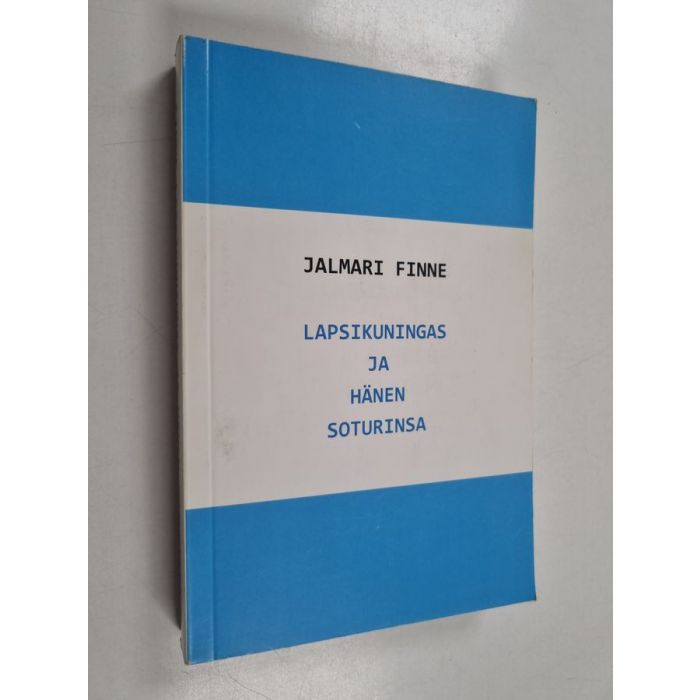 JALMARI FINNE
LAPSIKUNINGAS
JA
HÄNEN
SOTURINSA